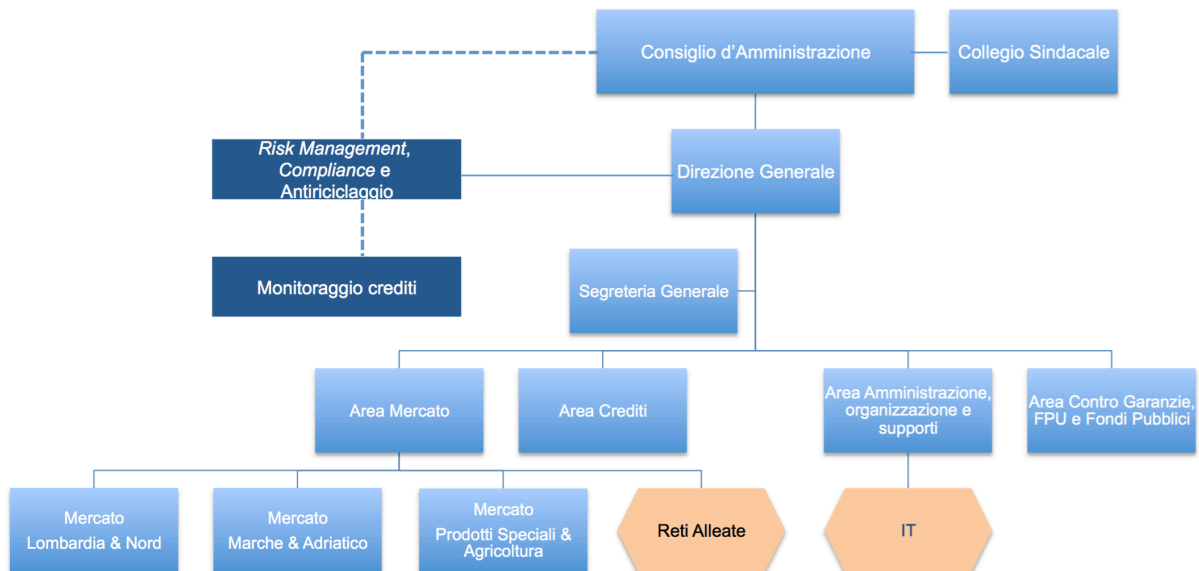 Consiglio d’Amministrazione
Collegio Sindacale
Risk Management,
Compliance e
Antiriciclaggio
Direzione Generale
Monitoraggio crediti
Segreteria Generale
Area Mercato
Area Crediti
Area Amministrazione,
organizzazione e
supporti
Area Contro Garanzie,
FPU e Fondi Pubblici
Mercato
Lombardia & Nord
Mercato
Marche & Adriatico
Mercato
Prodotti Speciali &
Agricoltura
Reti Alleate
IT